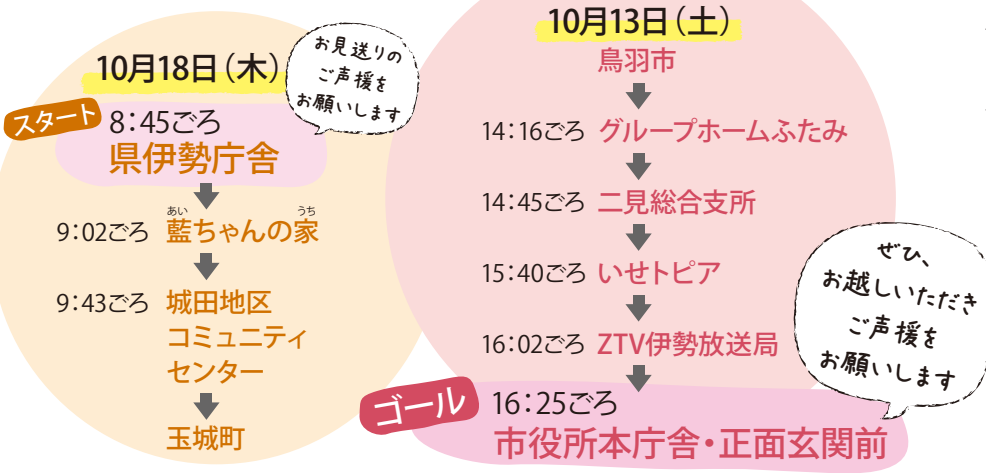 10月18日(木)
お見送りの
ご声援を
お願いします
スタート
8:45ごろ
県伊勢庁舎
あい うち
9:02ごろ 藍ちゃんの家
9:43ごろ 城田地区
コミュニティ
センター
玉城町
10月13日(土)
鳥羽市
14:16ごろ グループホームふたみ
14:45ごろ 二見総合支所
15:40ごろ いせトピア
16:02ごろ ZTV伊勢放送局
ゴール
16:25ごろ
市役所本庁舎・正面玄関前
ぜひ、
お越しいただき
ご声援を
お願いします